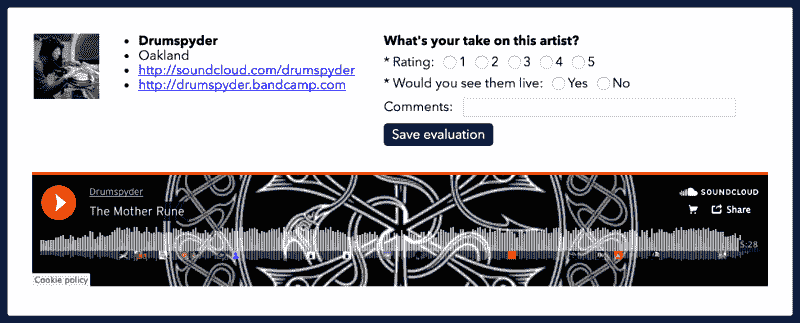 Drumspyder
Oakland
http://soundcloud.com/drumspyder
http://drumspyder.bandcamp.com
What's your take on this artist?
* Rating: 1 2 3 4 5
* Would you see them live: Yes No
Comments:
Save evaluation
Drumspyder
The Mother Rune
SOUNDCLOUD
Share
5:28
Cookie policy